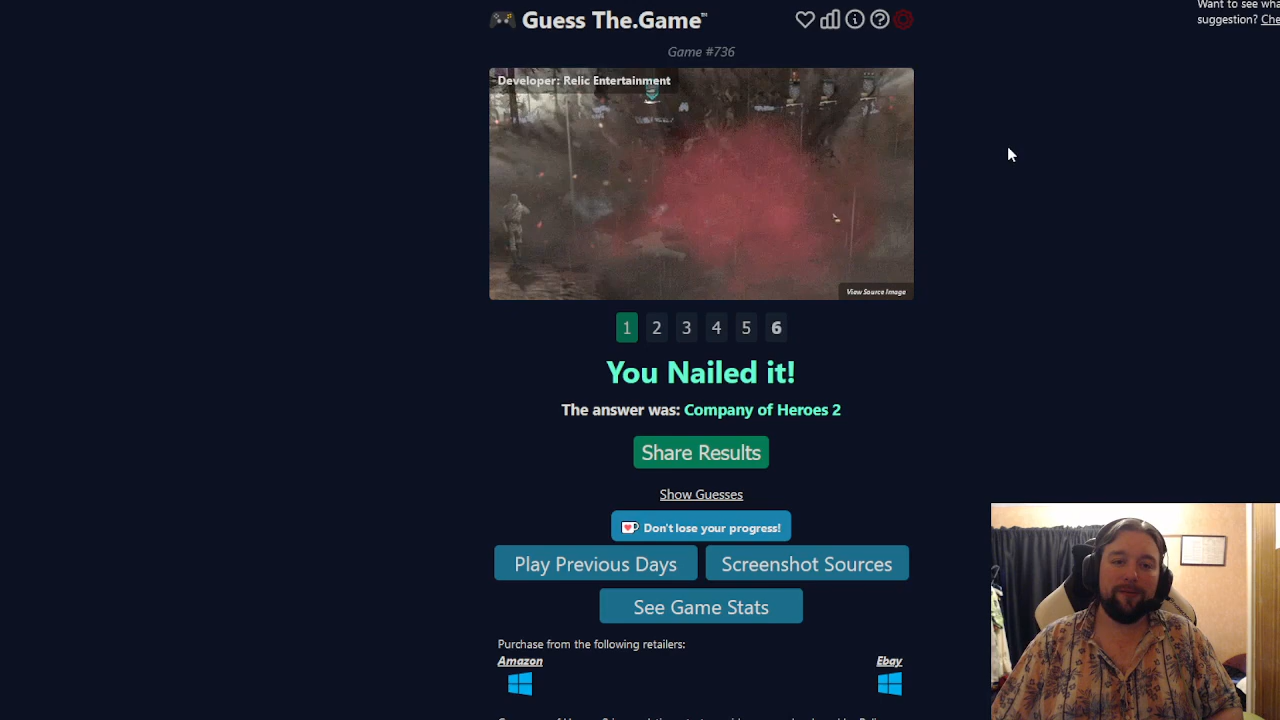 Want to see wha
suggestion? Che
Guess The.Game™
Game #736
Developer: Relic Entertainment
View Source Image
1 2 3 4 5 6
You Nailed it!
The answer was: Company of Heroes 2
Share Results
Show Guesses
Don't lose your progress!
Play Previous Days
Screenshot Sources
See Game Stats
Purchase from the following retailers:
Amazon
Ebay